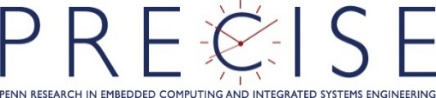 PRECISE
PENN RESEARCH IN EMBEDDED COMPUTING AND INTEGRATED SYSTEMS ENGINEERING